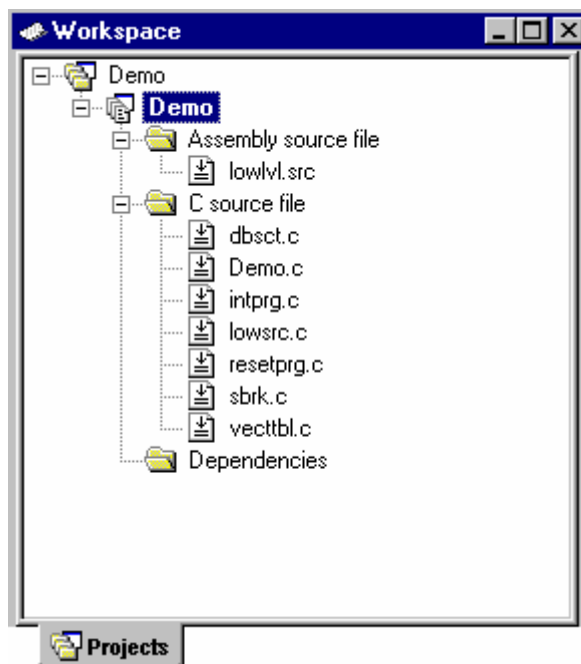 Workspace
Demo
Demo
Assembly source file
lowlvl.src
C source file
dbsct.c
Demo.c
intprg.c
lowsrc.c
resetprg.c
sbrk.c
vecttbl.c
Dependencies
Projects